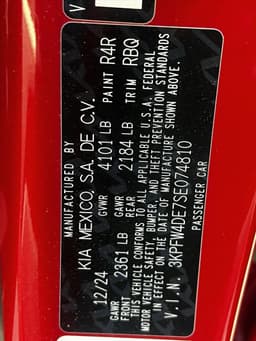 V
MANUFACTURED BY
KIA MEXICO, S.A. DE C.V.
12/24 GVWR 4101 LB PAINT R4R
GAWR FRONT 2361 LB GAWR REAR 2184 LB TRIM RBQ
THIS VEHICLE CONFORMS TO ALL APPLICABLE U.S.A. FEDERAL
MOTOR VEHICLE SAFETY, BUMPER, AND THEFT PREVENTION STANDARDS
IN EFFECT ON THE DATE OF MANUFACTURE SHOWN ABOVE.
V.I.N. 3KPFW4DE7SE074810
PASSENGER CAR